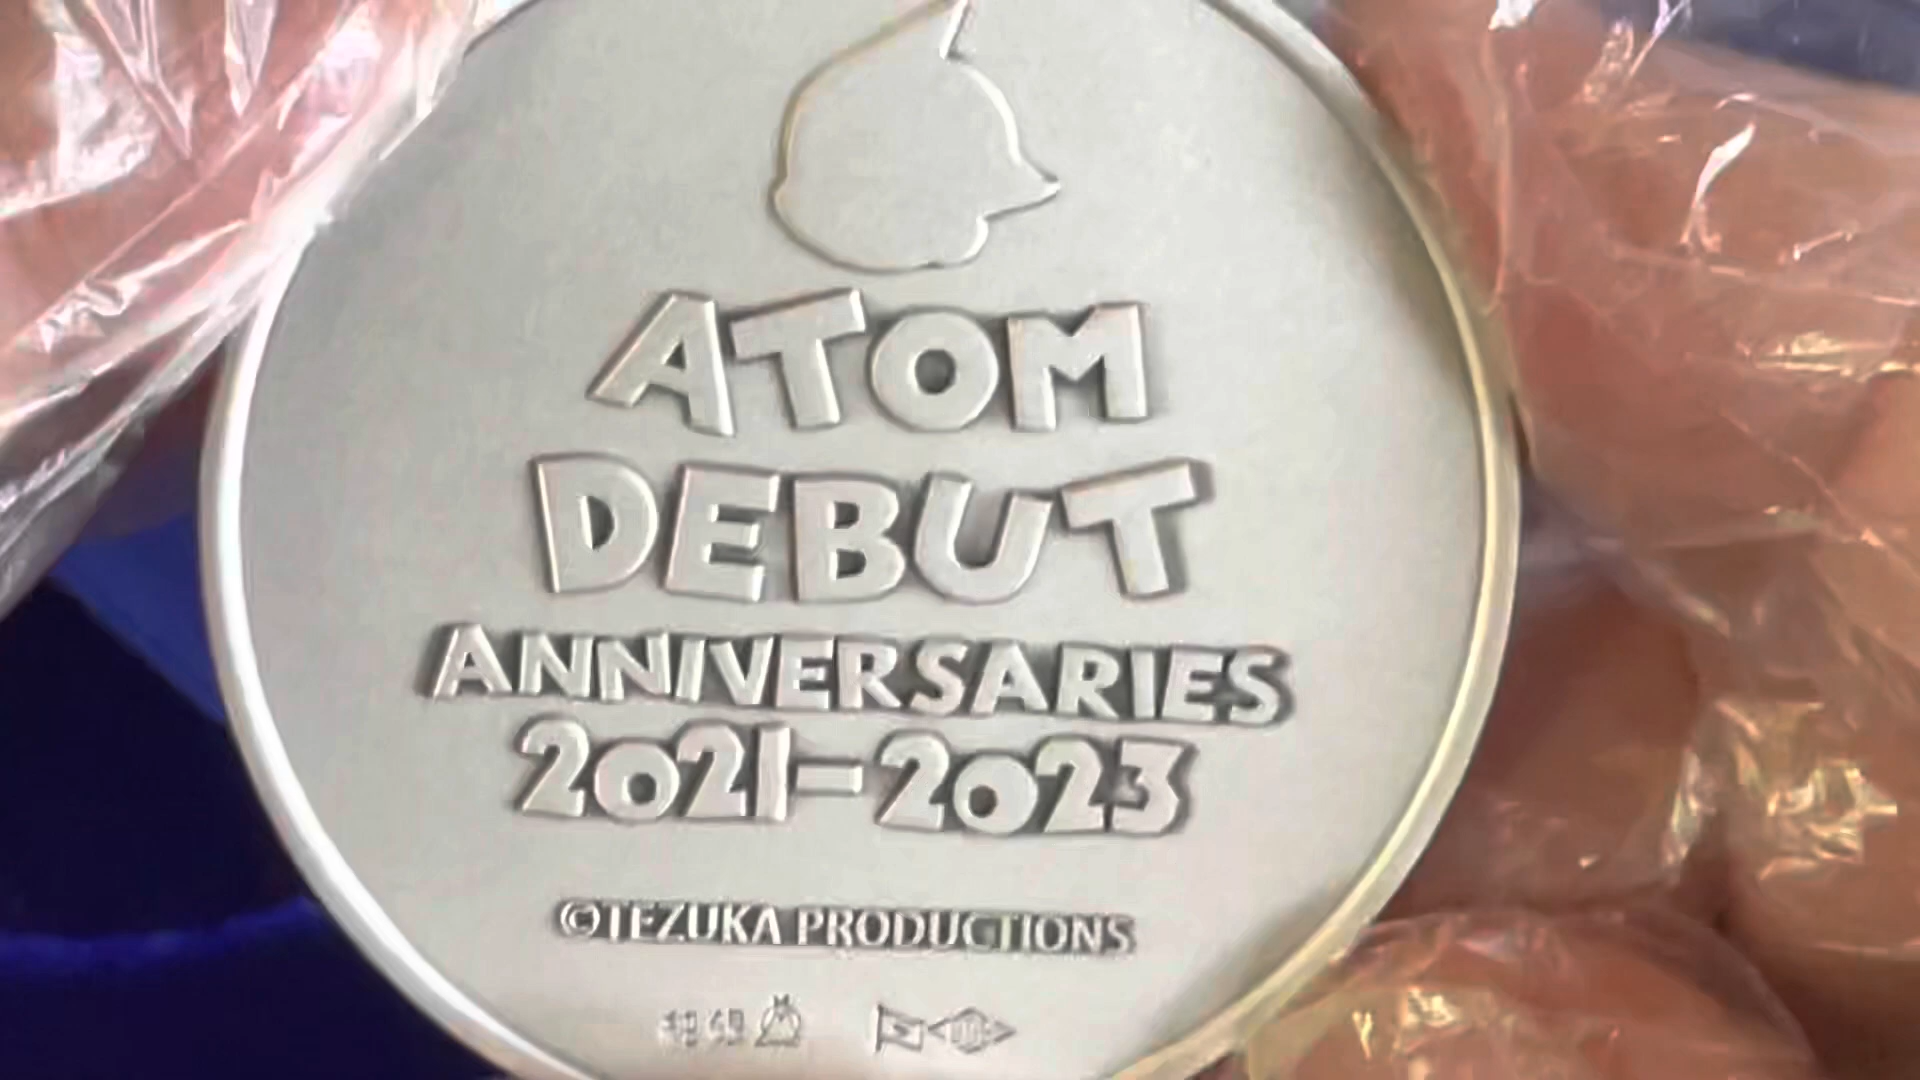 ATOM
DEBUT
ANNIVERSARIES
2021-2023
©TEZUKA PRODUCTIONS